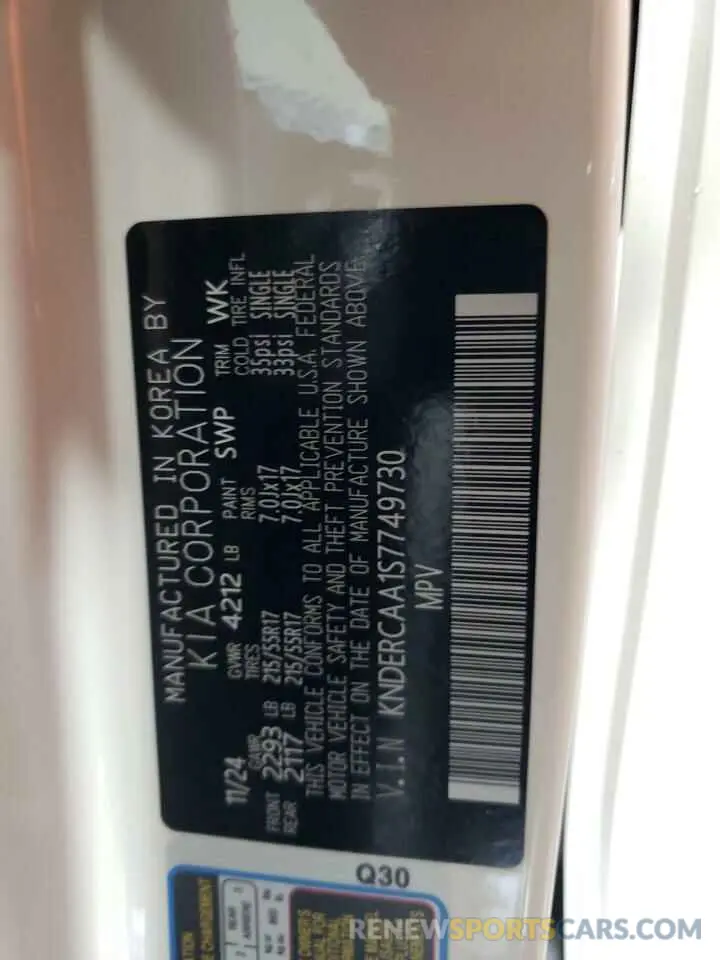 MANUFACTURED IN KOREA BY
KIA CORPORATION
11/24 GVWR 4212 LB PAINT SWP TRIM WK
GAWR TIRES RIMS COLD TIRE INFL
FRONT 2293 LB 215/55R17 7.0Jx17 35psi SINGLE
REAR 2117 LB 215/55R17 7.0Jx17 33psi SINGLE
THIS VEHICLE CONFORMS TO ALL APPLICABLE U.S.A. FEDERAL
MOTOR VEHICLE SAFETY AND THEFT PREVENTION STANDARDS
IN EFFECT ON THE DATE OF MANUFACTURE SHOWN ABOVE.
V.I.N KNDERCAA1S7749730
MPV
Q30
REAR
RENEWSPORTSCARS.COM